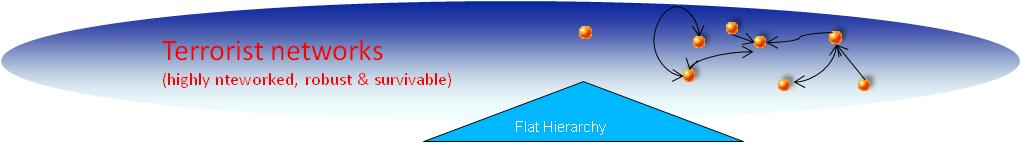 Terrorist networks
(highly nteworked, robust & survivable)
Flat Hierarchy